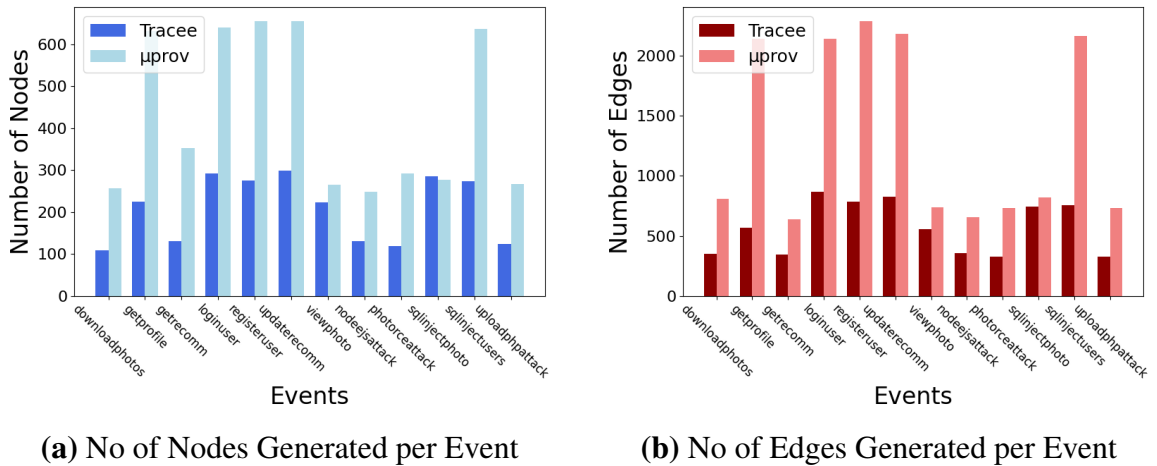 Tracee
μprov
Number of Nodes
600
500
400
300
200
100
0
downloadphotos
getprofile
getrecomm
loginuser
registeruser
updaterecomm
viewphoto
nodeejsattack
photorceattack
sqlinjectphoto
sqlinjectusers
uploadphpattack
Events
(a) No of Nodes Generated per Event
Tracee
μprov
Number of Edges
2000
1500
1000
500
0
downloadphotos
getprofile
getrecomm
loginuser
registeruser
updaterecomm
viewphoto
nodeejsattack
photorceattack
sqlinjectphoto
sqlinjectusers
uploadphpattack
Events
(b) No of Edges Generated per Event